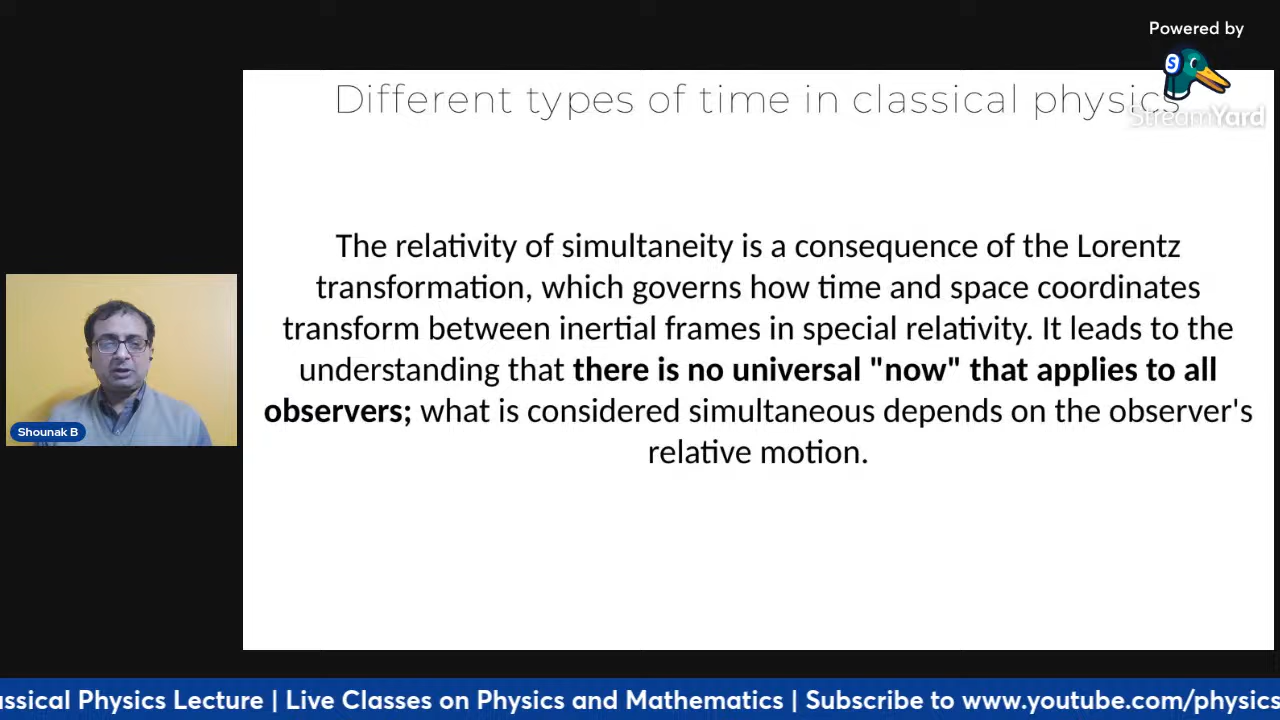 Powered by
S
StreamYard
Different types of time in classical physics
The relativity of simultaneity is a consequence of the Lorentz
transformation, which governs how time and space coordinates
transform between inertial frames in special relativity. It leads to the
understanding that there is no universal "now" that applies to all
observers; what is considered simultaneous depends on the observer's
relative motion.
Shounak B
assical Physics Lecture | Live Classes on Physics and Mathematics | Subscribe to www.youtube.com/physics